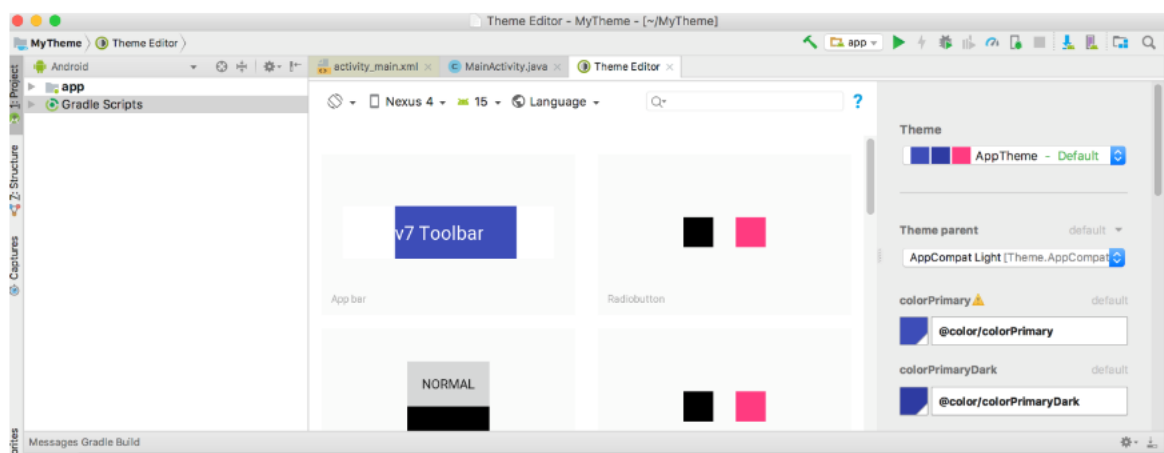 Theme Editor - MyTheme - [~/MyTheme]
MyTheme Theme Editor
app
1: Project
Z: Structure
Captures
Android
app
Gradle Scripts
activity_main.xml
MainActivity.java
Theme Editor
Nexus 4
15
Language
?
v7 Toolbar
App bar
Radiobutton
NORMAL
Theme
AppTheme - Default
Theme parent default
AppCompat Light [Theme.AppCompat
colorPrimary default
@color/colorPrimary
colorPrimaryDark default
@color/colorPrimaryDark
Messages Gradle Build